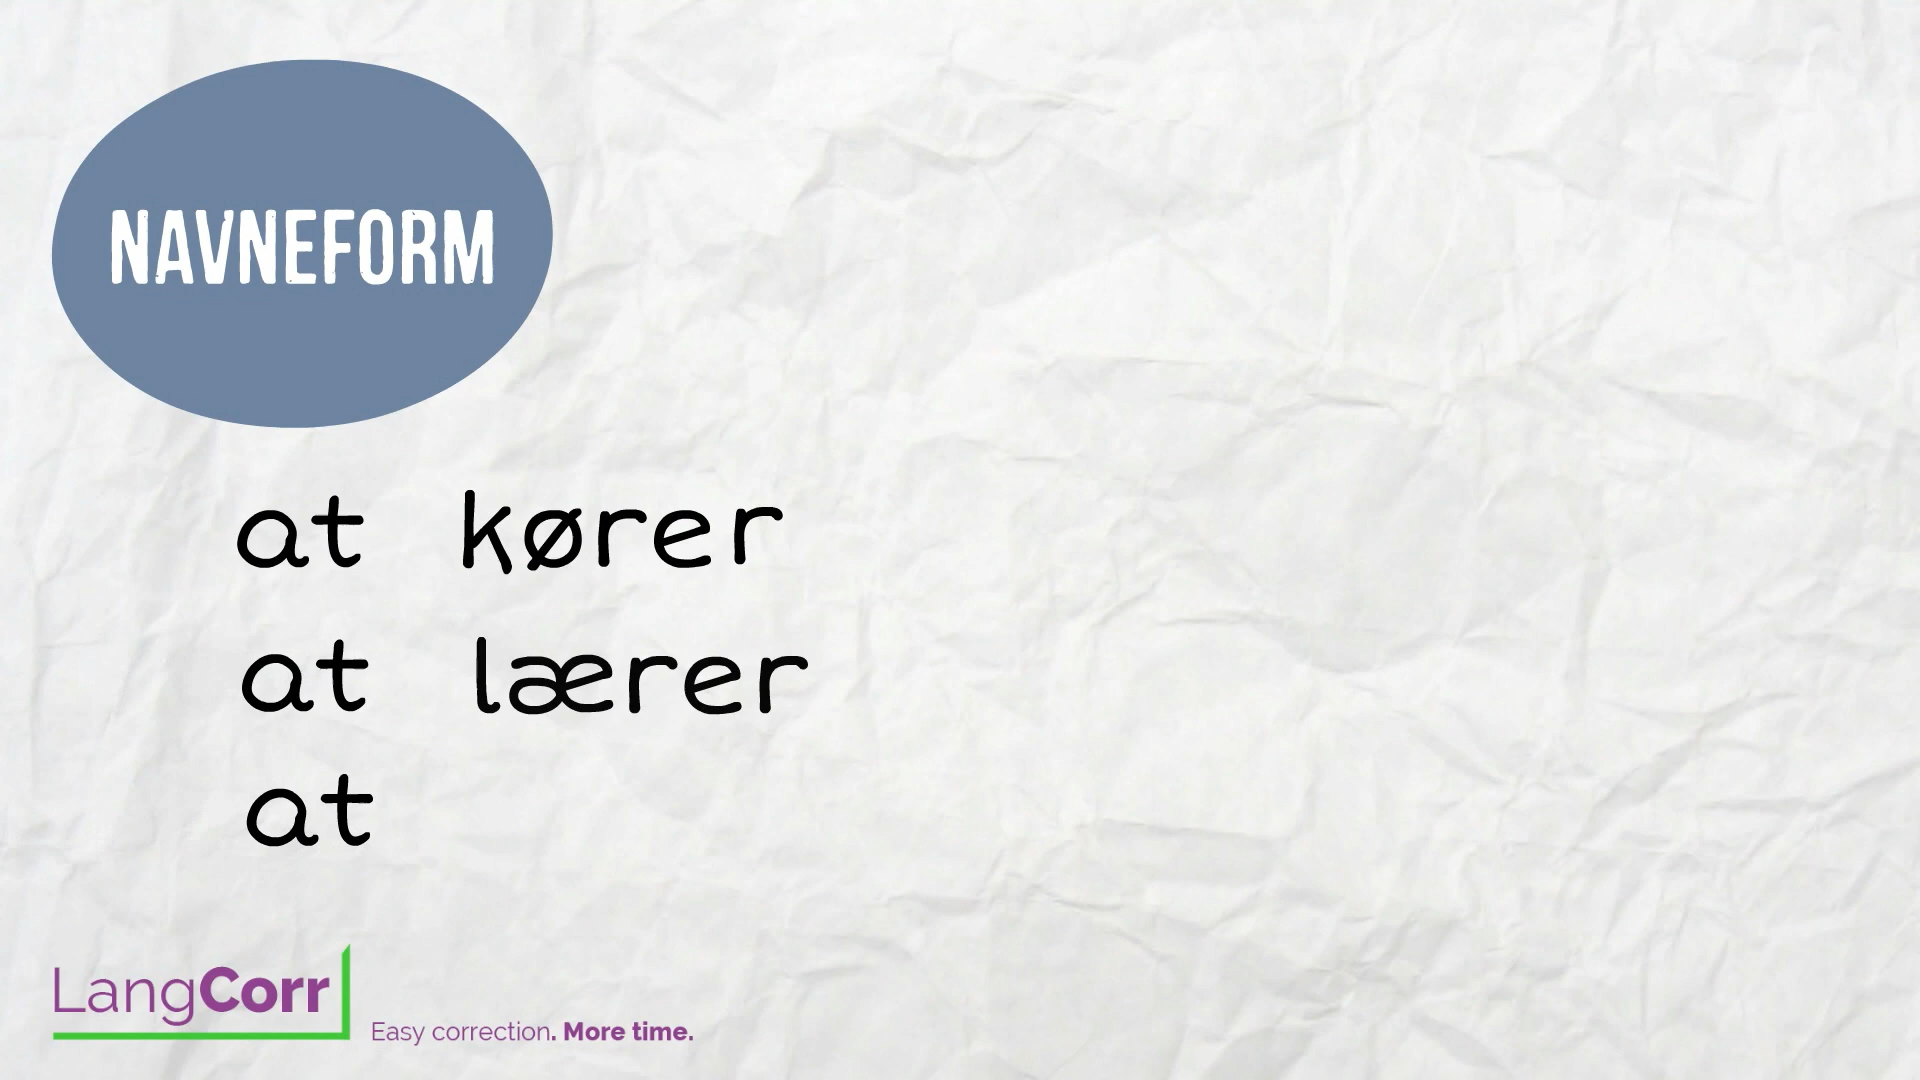 NAVNEFORM
at kører
at lærer
at
LangCorr
Easy correction. More time.